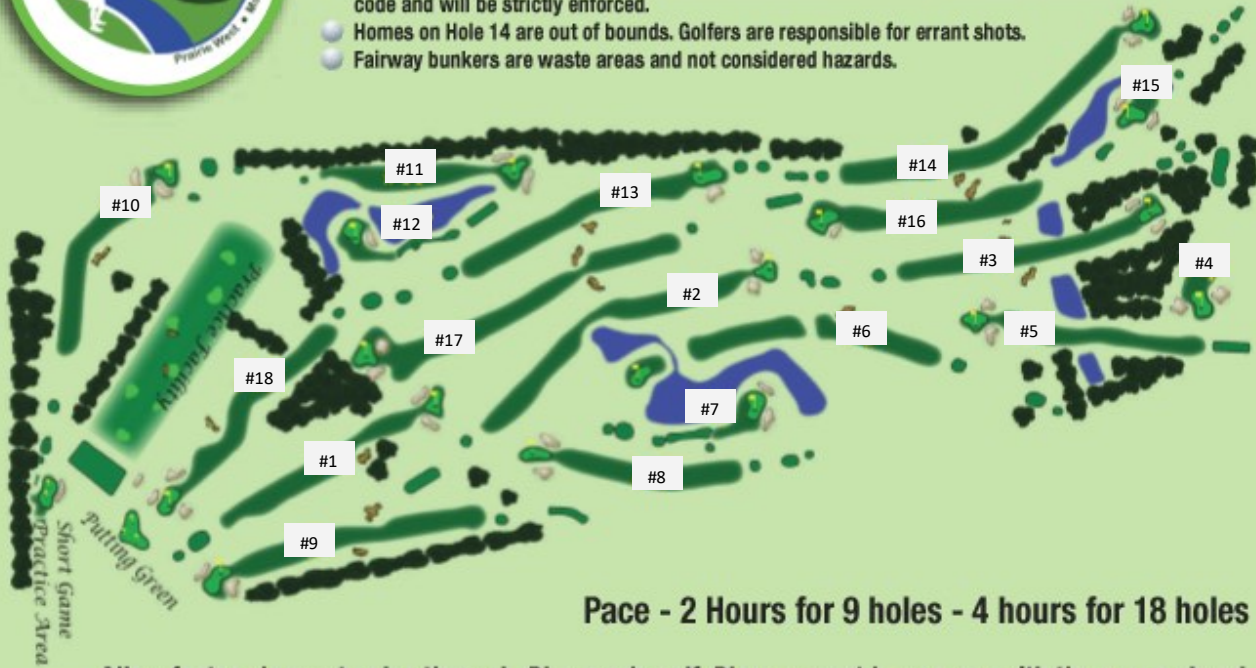 code and will be strictly enforced.
Homes on Hole 14 are out of bounds. Golfers are responsible for errant shots.
Prairie West
Fairway bunkers are waste areas and not considered hazards.
#15
#14
#11
#13
#10
#12
#16
#3
#4
#2
#17
#6
#5
Practice Facility
#18
#7
#1
#8
#9
Putting Green
Short Game
Practice Area
Pace - 2 Hours for 9 holes - 4 hours for 18 holes